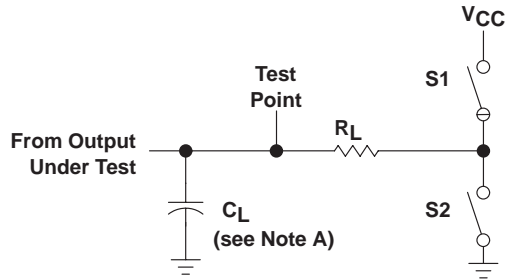 VCC
S1
Test
Point
RL
From Output
Under Test
CL
(see Note A)
S2